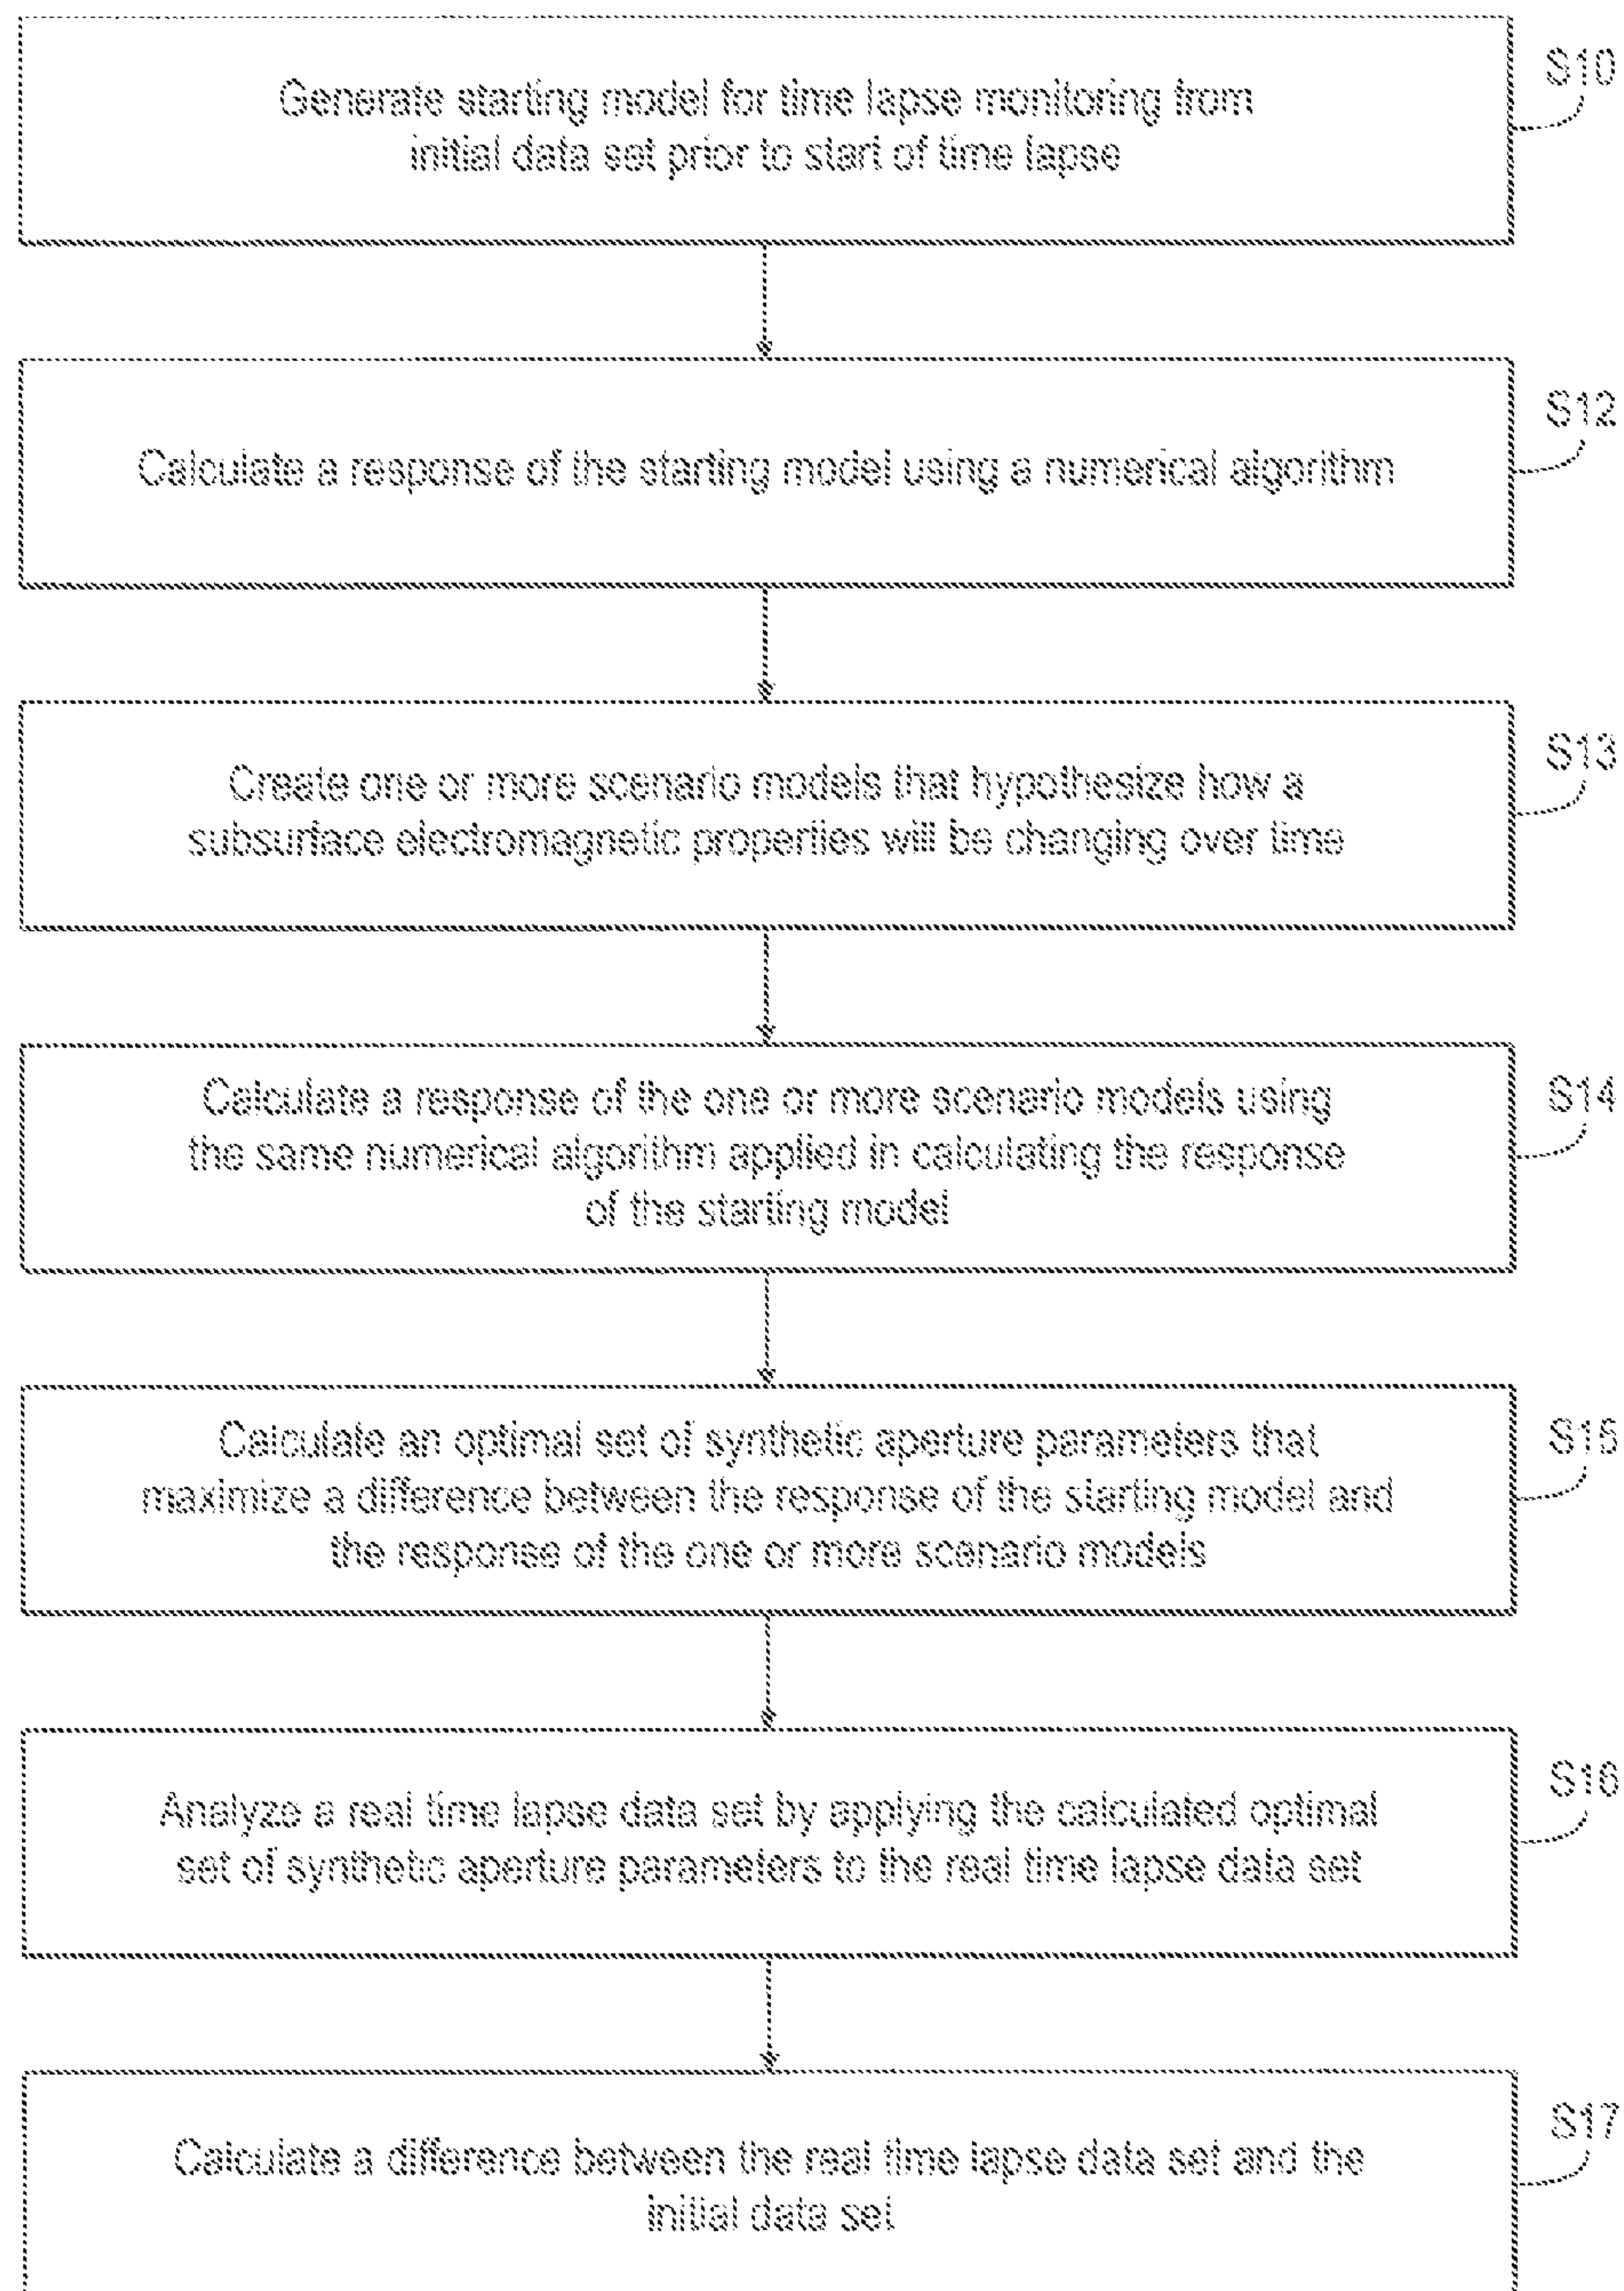 Generate starting model for time lapse monitoring from
initial data set prior to start of time lapse
S10
Calculate a response of the starting model using a numerical algorithm
S12
Create one or more scenario models that hypothesize how a
subsurface electromagnetic properties will be changing over time
S13
Calculate a response of the one or more scenario models using
the same numerical algorithm applied in calculating the response
of the starting model
S14
Calculate an optimal set of synthetic aperture parameters that
maximize a difference between the response of the starting model and
the response of the one or more scenario models
S15
Analyze a real time lapse data set by applying the calculated optimal
set of synthetic aperture parameters to the real time lapse data set
S16
Calculate a difference between the real time lapse data set and the
initial data set
S17